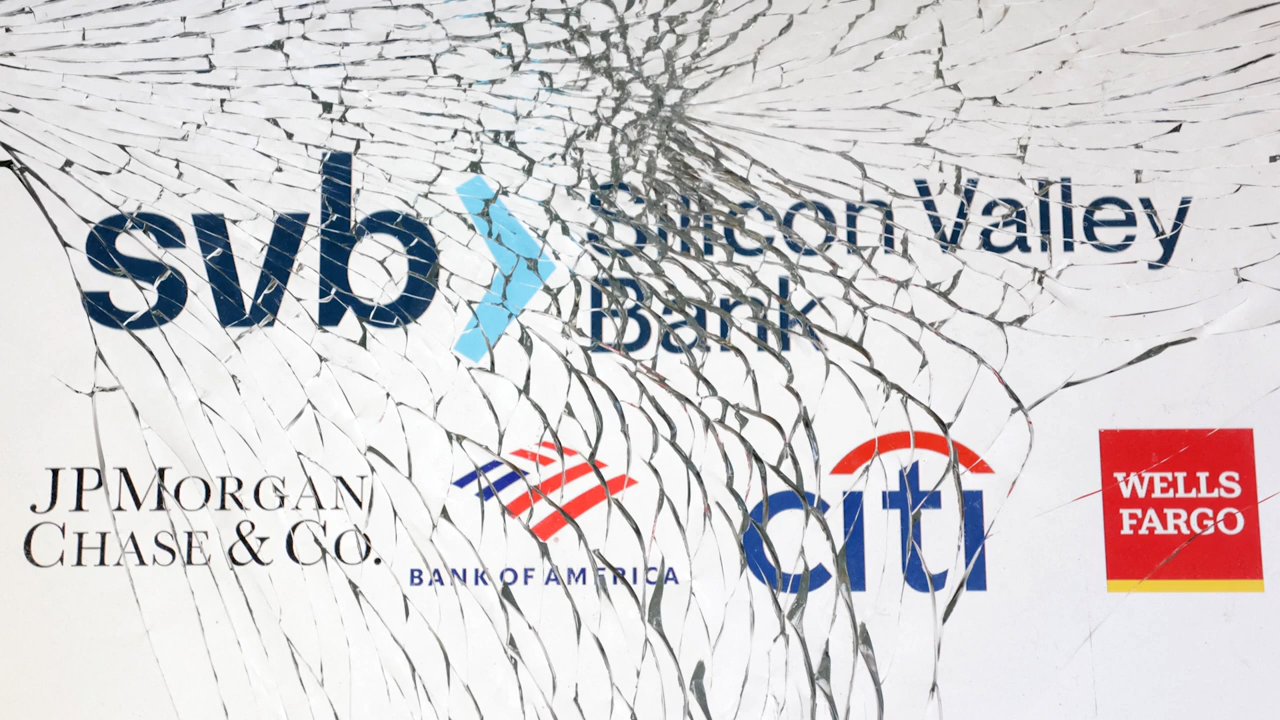 svb Silicon Valley
Bank
JPMORGAN
CHASE & CO.
BANK OF AMERICA
citi
WELLS
FARGO